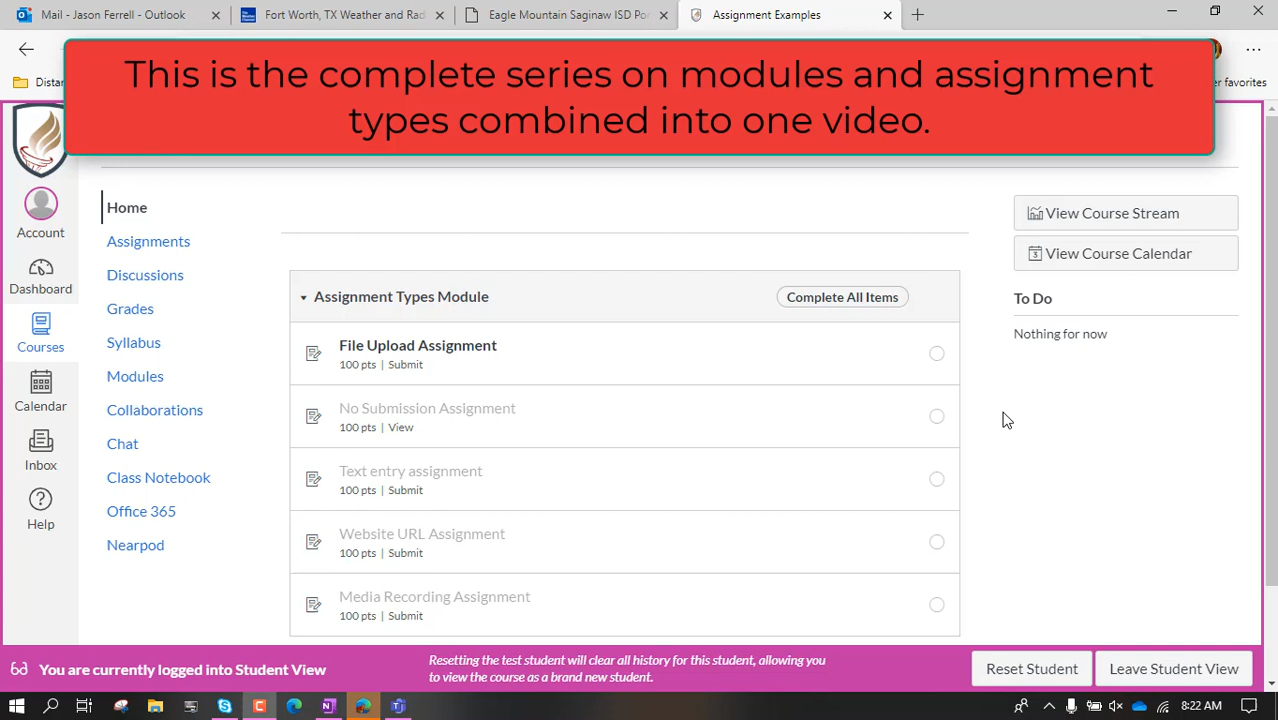 Mail - Jason Ferrell - Outlook
Fort Worth, TX Weather and Rad
Eagle Mountain Saginaw ISD Po
Assignment Examples
This is the complete series on modules and assignment
types combined into one video.
Distan
er favorites
Account
Dashboard
Courses
Calendar
Inbox
Help
Home
Assignments
Discussions
Grades
Syllabus
Modules
Collaborations
Chat
Class Notebook
Office 365
Nearpod
Assignment Types Module
Complete All Items
File Upload Assignment
100 pts | Submit
No Submission Assignment
100 pts | View
Text entry assignment
100 pts | Submit
Website URL Assignment
100 pts | Submit
Media Recording Assignment
100 pts | Submit
View Course Stream
View Course Calendar
To Do
Nothing for now
You are currently logged into Student View
Resetting the test student will clear all history for this student, allowing you
to view the course as a brand new student.
Reset Student
Leave Student View
8:22 AM